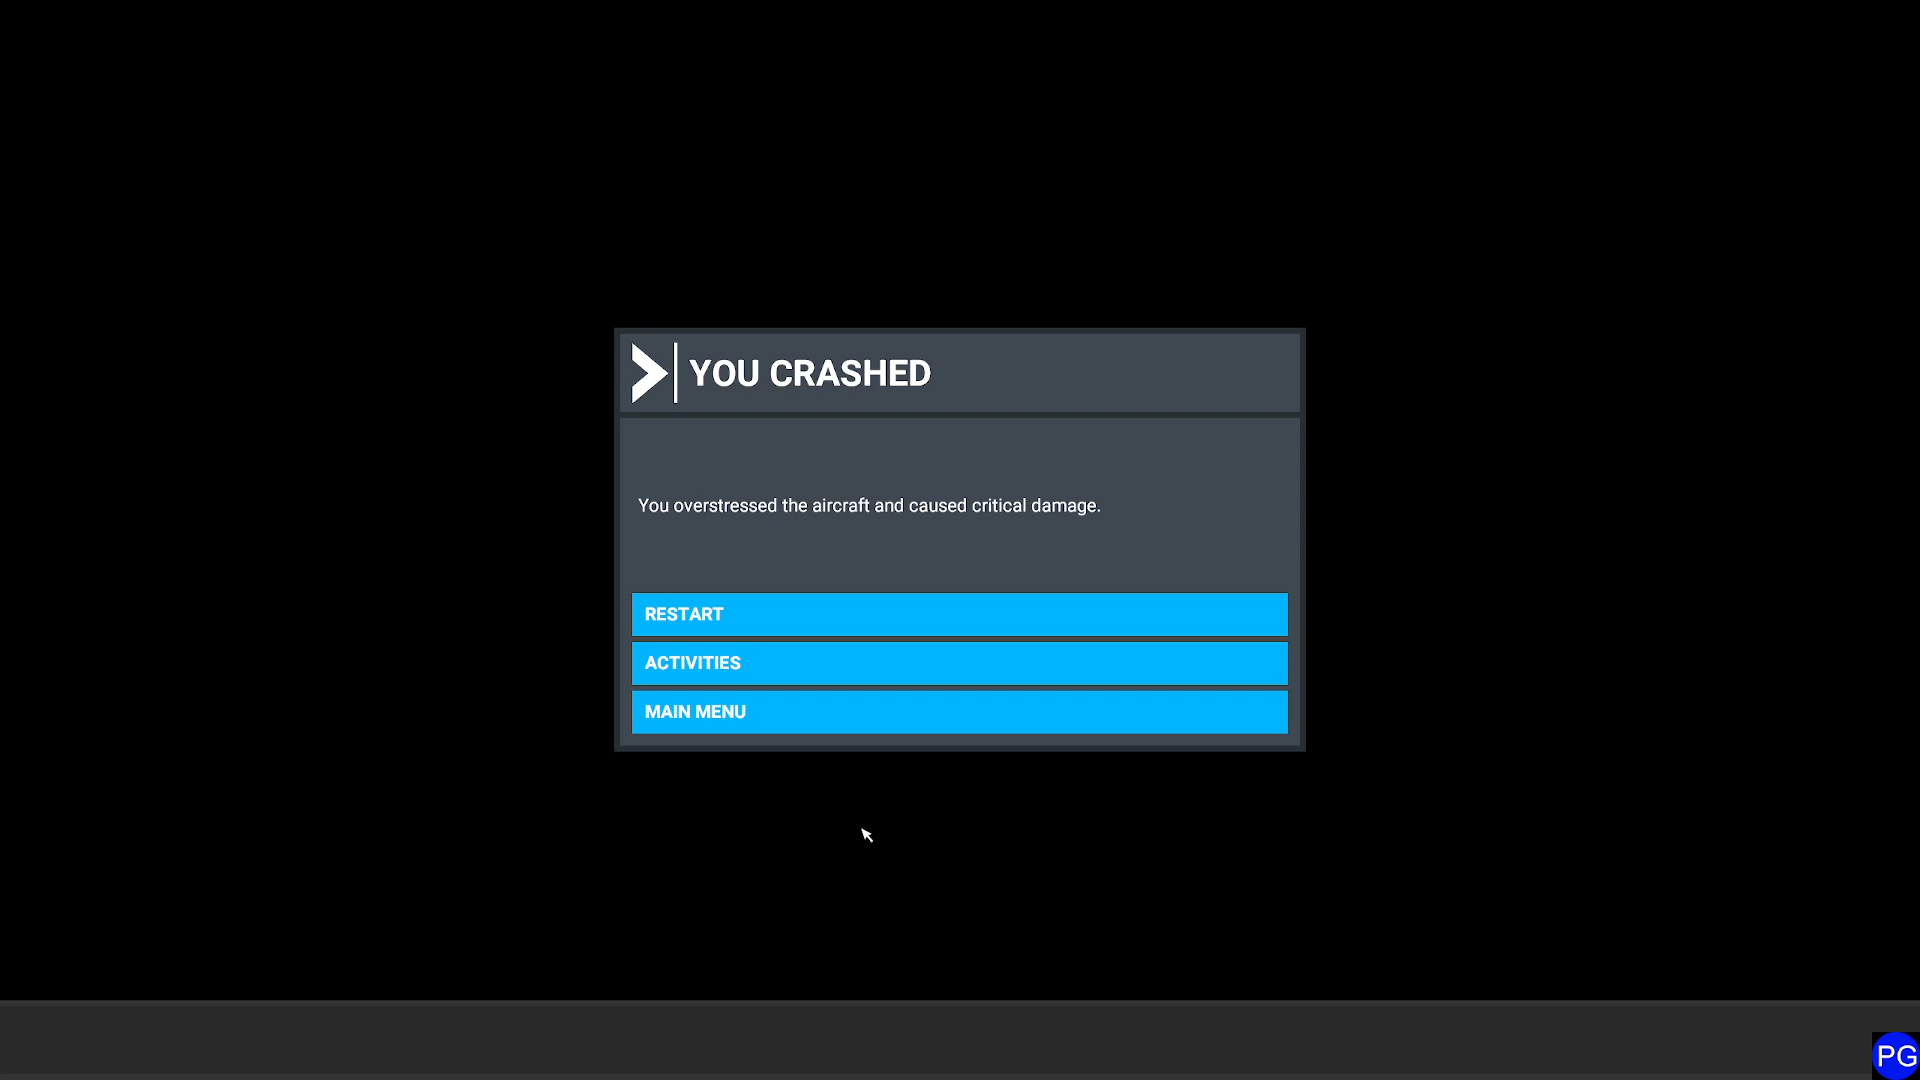 YOU CRASHED
You overstressed the aircraft and caused critical damage.
RESTART
ACTIVITIES
MAIN MENU
PG